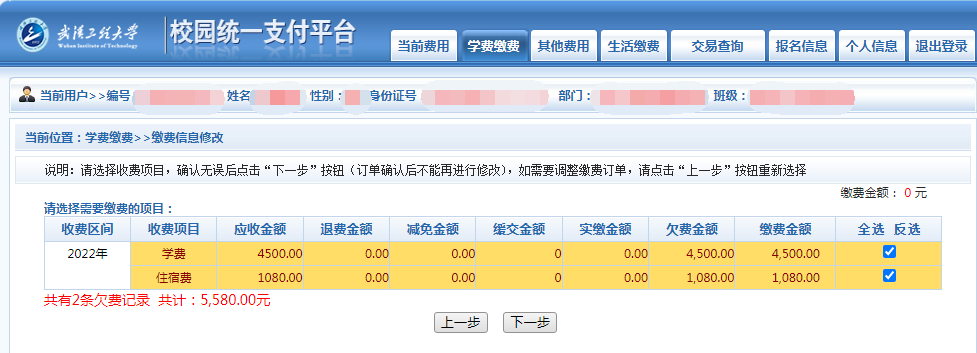 武汉工程大学
Wuhan Institute of Technology
校园统一支付平台
当前费用 学费缴费 其他费用 生活缴费 交易查询 报名信息 个人信息 退出登录
当前用户>>编号 姓名 性别： 身份证号 部门： 班级：
当前位置：学费缴费>>缴费信息修改
说明：请选择收费项目，确认无误后点击“下一步”按钮（订单确认后不能再进行修改），如需要调整缴费订单，请点击“上一步”按钮重新选择
缴费金额： 0 元
请选择需要缴费的项目：
收费区间 收费项目 应收金额 退费金额 减免金额 缓交金额 实缴金额 欠费金额 缴费金额 全选 反选
2022年 学费 4500.00 0.00 0.00 0 0.00 4,500.00 4,500.00
住宿费 1080.00 0.00 0.00 0 0.00 1,080.00 1,080.00
共有2条欠费记录 共计：5,580.00元
上一步 下一步